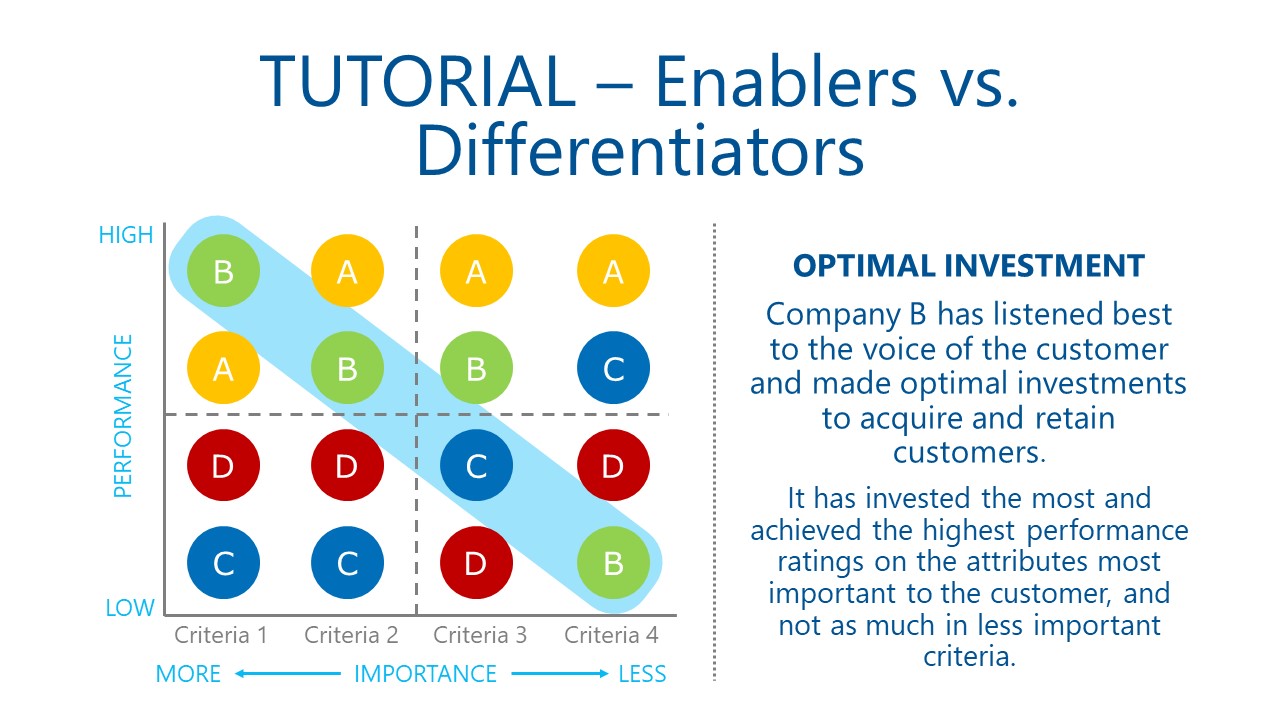 TUTORIAL – Enablers vs.
Differentiators
HIGH
PERFORMANCE
LOW
B A A A
A B B C
D D C D
C C D B
Criteria 1 Criteria 2 Criteria 3 Criteria 4
MORE IMPORTANCE LESS
OPTIMAL INVESTMENT
Company B has listened best
to the voice of the customer
and made optimal investments
to acquire and retain
customers.
It has invested the most and
achieved the highest performance
ratings on the attributes most
important to the customer, and
not as much in less important
criteria.